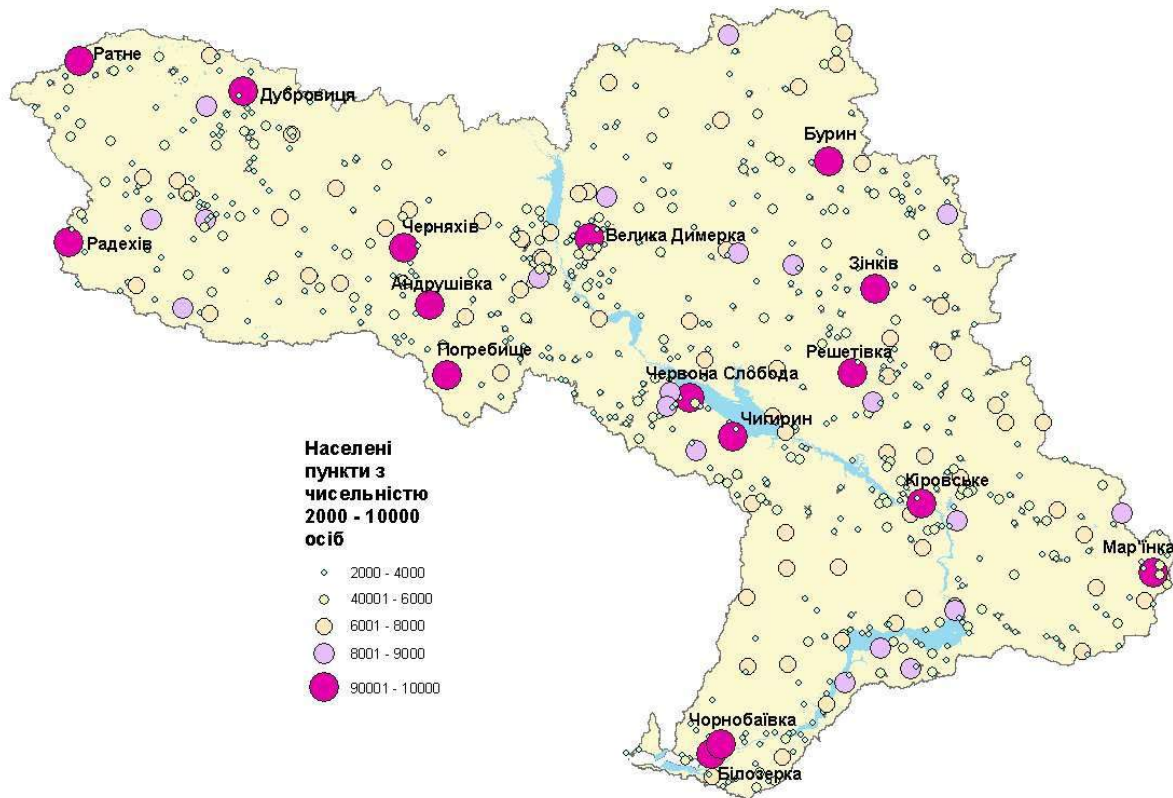 Ратне
Дубровиця
Бурин
Радехів
Черняхів
Велика Димерка
Зінків
Андрушівка
Погребище
Решетівка
Червона Слобода
Чигирин
Населені
пункти з
чисельністю
2000 - 10000
осіб
2000 - 4000
40001 - 6000
6001 - 8000
8001 - 9000
90001 - 10000
Кіровське
Мар'їнка
Чорнобаївка
Білозерка